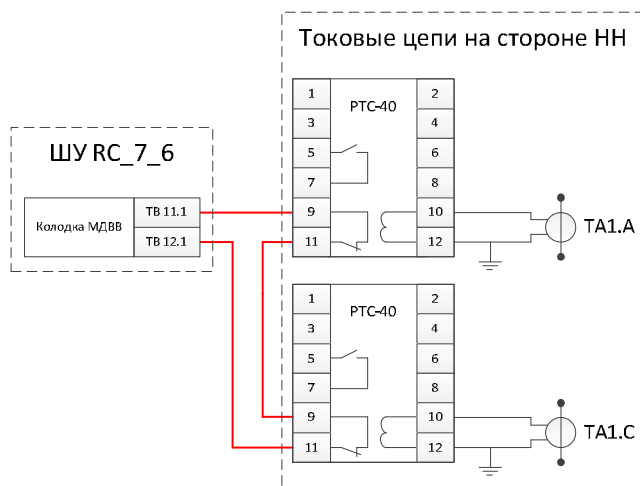 Токовые цепи на стороне НН
1
РТС-40
2
3
4
5
6
7
8
9
10
11
12
ТА1.А
ШУ RC_7_6
Колодка МДВВ
ТВ 11.1
ТВ 12.1
1
РТС-40
2
3
4
5
6
7
8
9
10
11
12
ТА1.С